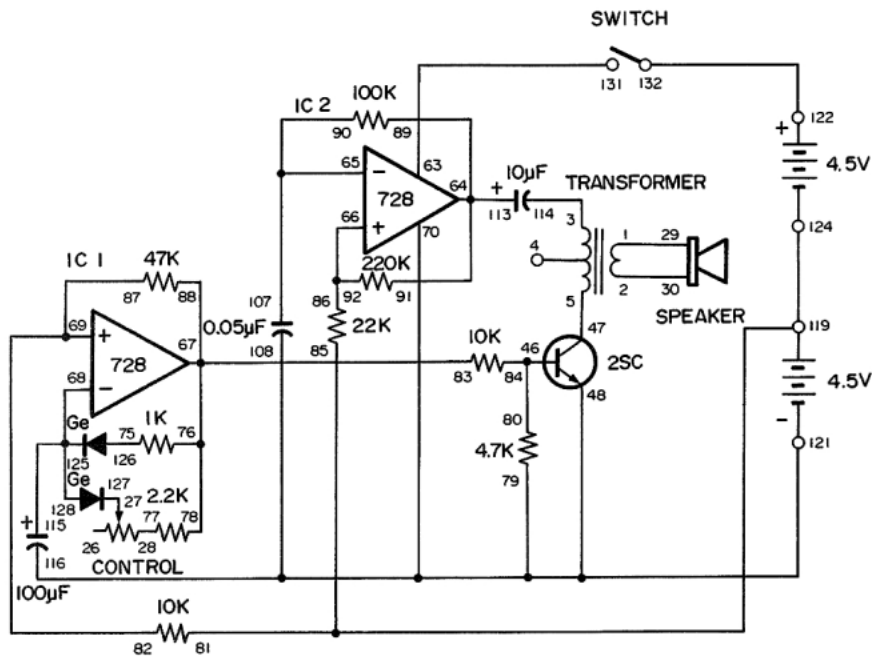 SWITCH
131 132
IC 2 100K
90 89
122
+
4.5V
65 − 63
728 64
66 + 70
+ 10µF
113 114
TRANSFORMER
3
4
5
1 29
2 30
SPEAKER
124
IC 1 47K
87 88
220K
92 91
86
22K
85
107
0.05µF
108
69 + 67
728
68 −
119
4.5V
−
121
10K
83 84
46 47
2SC
48
80
4.7K
79
Ge 75 1K 76
125 126
Ge 127 2.2K
128 27 77 78
26 28
CONTROL
+ 115
116
100µF
10K
82 81